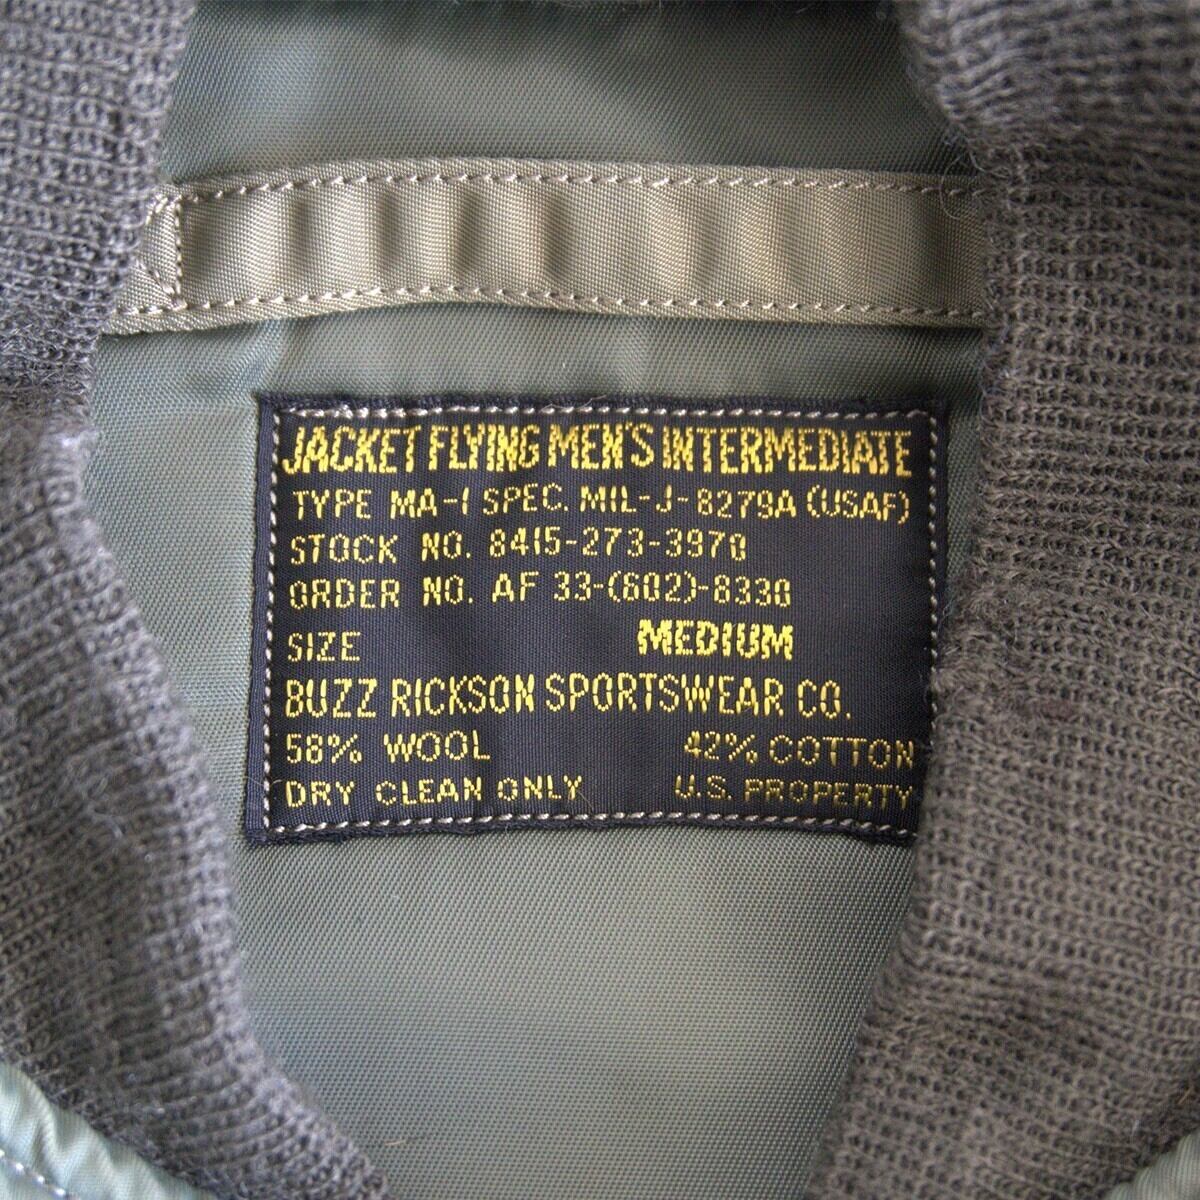 JACKET FLYING MEN'S INTERMEDIATE
TYPE MA-1 SPEC. MIL-J-8279A (USAF)
STOCK NO. 8415-273-3970
ORDER NO. AF 33-(602)-8330
SIZE MEDIUM
BUZZ RICKSON SPORTSWEAR CO.
58% WOOL 42% COTTON
DRY CLEAN ONLY U.S. PROPERTY